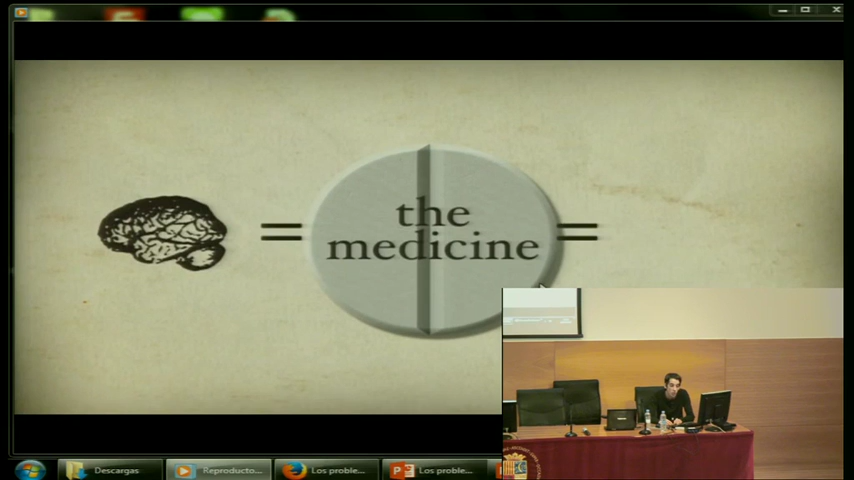 =
the
medicine
=
Descargas
Reproducto...
Los proble...
Los proble...